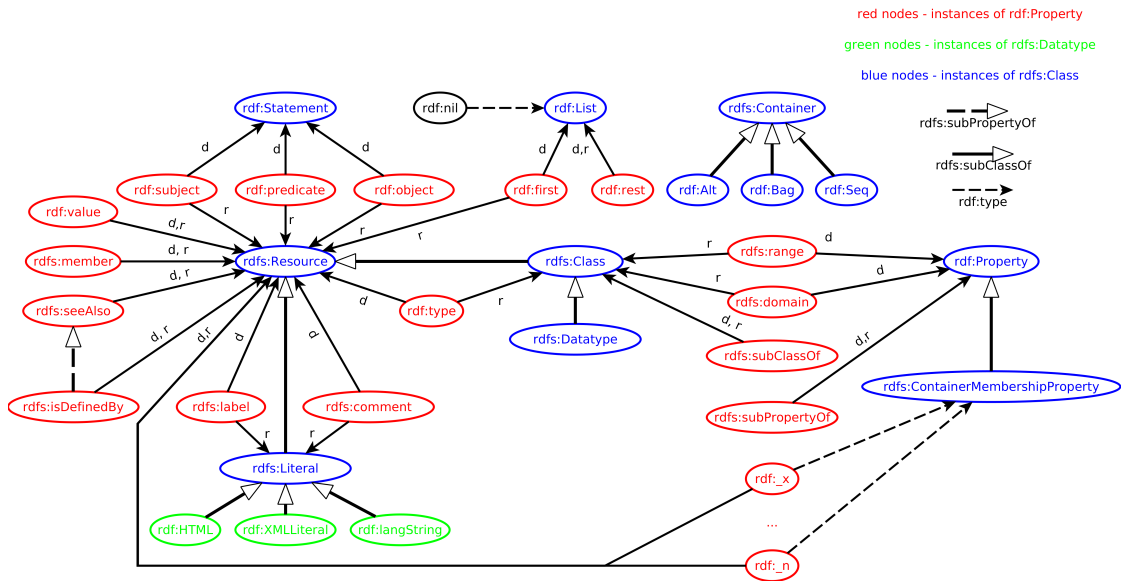 red nodes - instances of rdf:Property
green nodes - instances of rdfs:Datatype
blue nodes - instances of rdfs:Class
rdfs:subPropertyOf
rdfs:subClassOf
rdf:type
rdf:Statement
rdf:nil
rdf:List
rdfs:Container
d
d
d
d
d,r
rdf:subject
rdf:predicate
rdf:object
rdf:first
rdf:rest
rdf:Alt
rdf:Bag
rdf:Seq
rdf:value
r
r
r
r
d,r
d, r
rdfs:member
rdfs:Resource
rdfs:Class
r
rdfs:range
d
rdf:Property
d, r
rdfs:seeAlso
d
rdf:type
r
r
rdfs:domain
d
d, r
d,r
d
d
rdfs:Datatype
d, r
rdfs:subClassOf
d,r
rdfs:ContainerMembershipProperty
rdfs:isDefinedBy
rdfs:label
rdfs:comment
rdfs:subPropertyOf
r
r
rdfs:Literal
rdf:_x
...
rdf:HTML
rdf:XMLLiteral
rdf:langString
rdf:_n